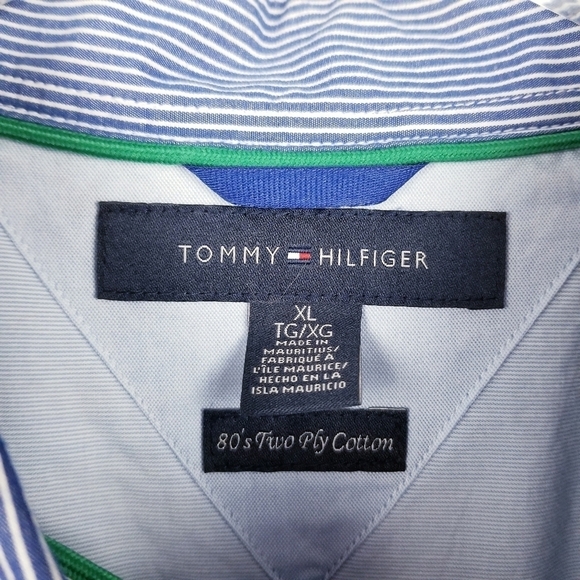 TOMMY HILFIGER
XL
TG/XG
MADE IN
MAURITIUS/
FABRIQUÉ À
L'ÎLE MAURICE/
HECHO EN LA
ISLA MAURICIO
80's Two Ply Cotton